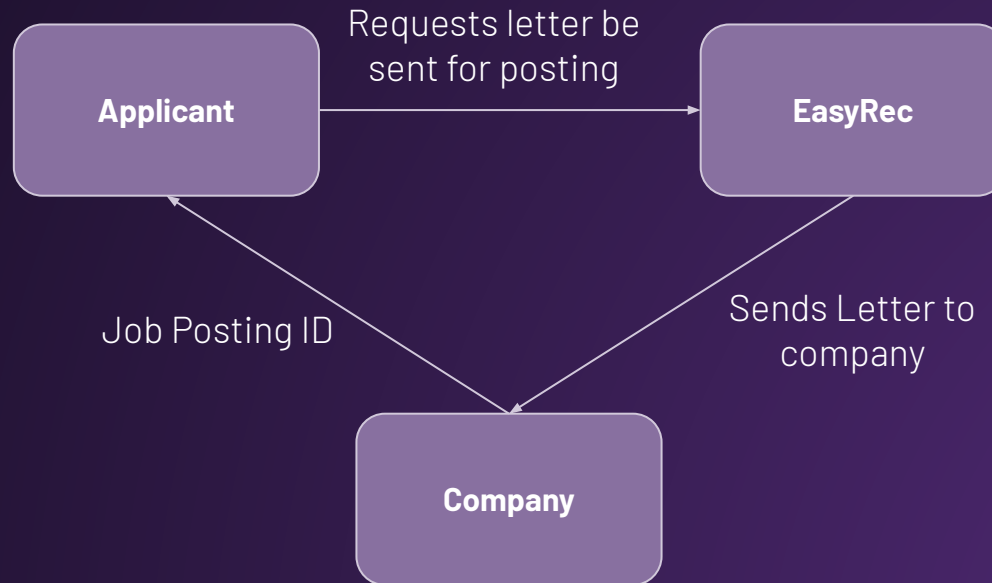 Requests letter be
sent for posting
Applicant
EasyRec
Job Posting ID
Sends Letter to
company
Company